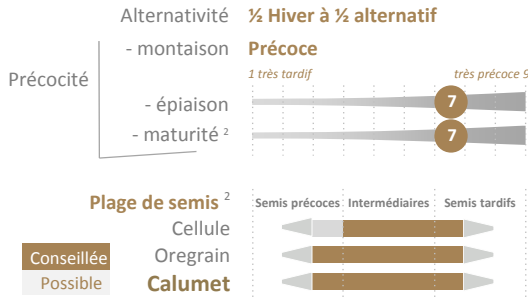 Alternativité ½ Hiver à ½ alternatif
- montaison Précoce
1 très tardif très précoce 9
Précocité
- épiaison 7
- maturité ² 7
Plage de semis ² Semis précoces Intermédiaires Semis tardifs
Cellule
Conseillée Oregrain
Possible Calumet